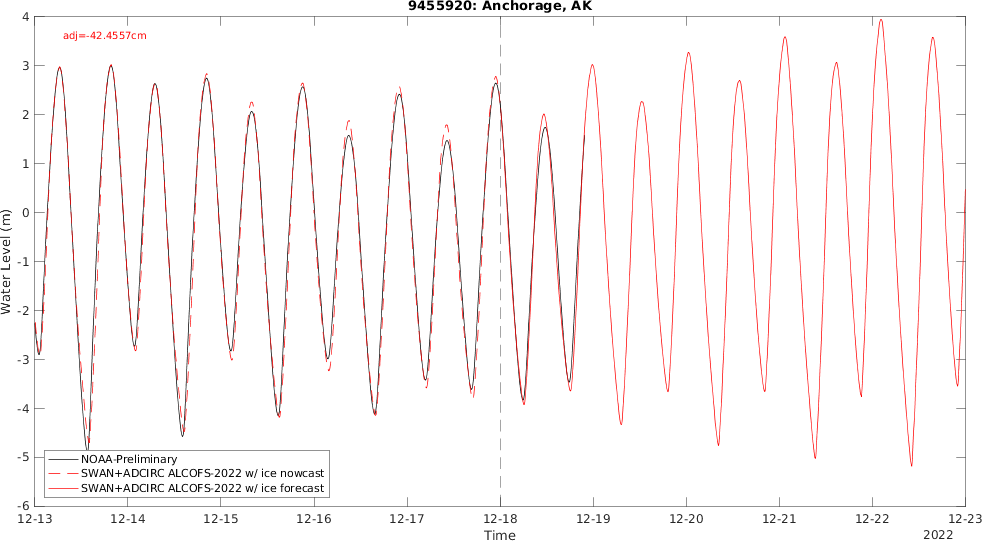 9455920: Anchorage, AK
adj=-42.4557cm
4
3
2
1
0
-1
-2
-3
-4
-5
-6
Water Level (m)
NOAA-Preliminary
SWAN+ADCIRC ALCOFS-2022 w/ ice nowcast
SWAN+ADCIRC ALCOFS-2022 w/ ice forecast
12-13 12-14 12-15 12-16 12-17 12-18 12-19 12-20 12-21 12-22 12-23
Time
2022